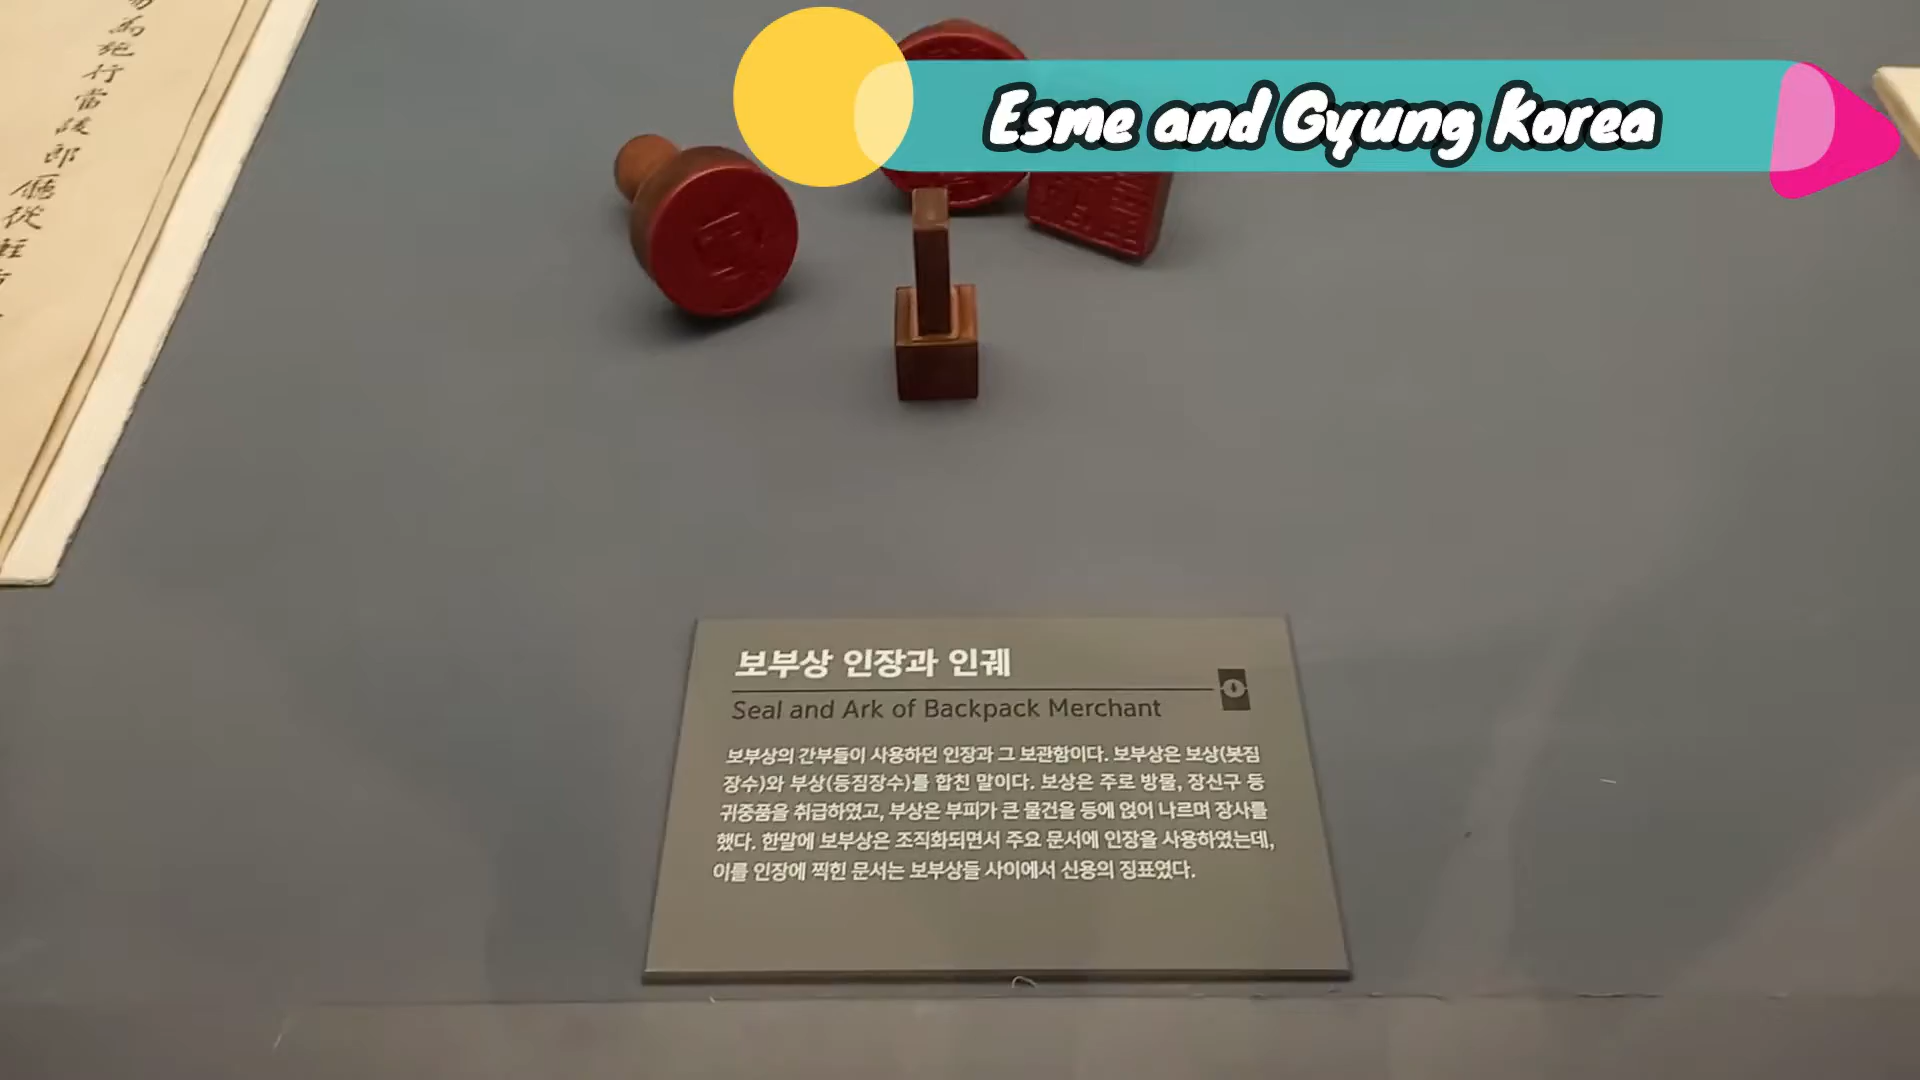 Esme and Gyung Korea
行
當
郎
從
보부상 인장과 인궤
Seal and Ark of Backpack Merchant
보부상의 간부들이 사용하던 인장과 그 보관함이다. 보부상은 보상(봇짐
장수)와 부상(등짐장수)를 합친 말이다. 보상은 주로 방물, 장신구 등
귀중품을 취급하였고, 부상은 부피가 큰 물건을 등에 얹어 나르며 장사를
했다. 한말에 보부상은 조직화되면서 주요 문서에 인장을 사용하였는데,
이를 인장에 찍힌 문서는 보부상들 사이에서 신용의 징표였다.